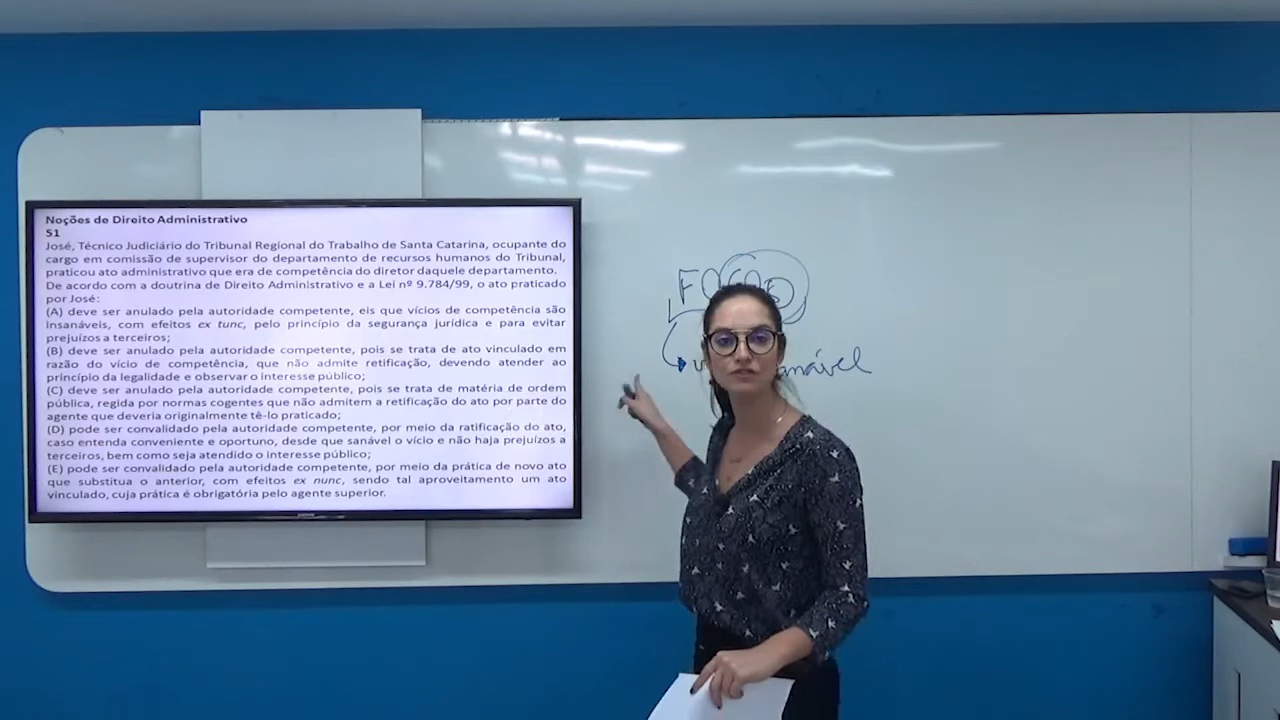 Noções de Direito Administrativo
51
José, Técnico Judiciário do Tribunal Regional do Trabalho de Santa Catarina, ocupante do
cargo em comissão de supervisor do departamento de recursos humanos do Tribunal,
praticou ato administrativo que era de competência do diretor daquele departamento.
De acordo com a doutrina de Direito Administrativo e a Lei nº 9.784/99, o ato praticado
por José:
(A) deve ser anulado pela autoridade competente, eis que vícios de competência são
insanáveis, com efeitos ex tunc, pelo princípio da segurança jurídica e para evitar
prejuízos a terceiros;
(B) deve ser anulado pela autoridade competente, pois se trata de ato vinculado em
razão do vício de competência, que não admite retificação, devendo atender ao
princípio da legalidade e observar o interesse público;
(C) deve ser anulado pela autoridade competente, pois se trata de matéria de ordem
pública, regida por normas cogentes que não admitem a retificação do ato por parte do
agente que deveria originalmente tê-lo praticado;
(D) pode ser convalidado pela autoridade competente, por meio da ratificação do ato,
caso entenda conveniente e oportuno, desde que sanável o vício e não haja prejuízos a
terceiros, bem como seja atendido o interesse público;
(E) pode ser convalidado pela autoridade competente, por meio da prática de novo ato
que substitua o anterior, com efeitos ex nunc, sendo tal aproveitamento um ato
vinculado, cuja prática é obrigatória pelo agente superior.